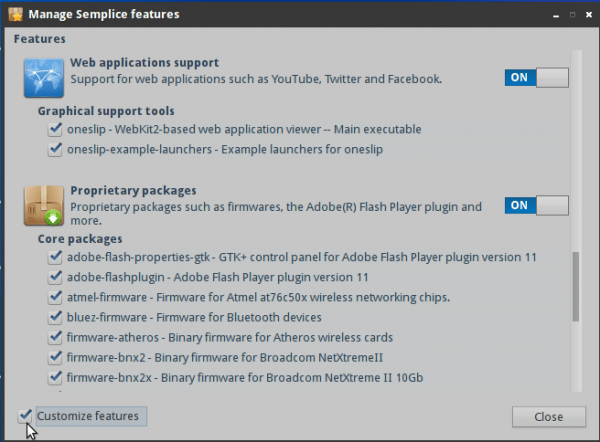 Manage Semplice features
Features
Web applications support
Support for web applications such as YouTube, Twitter and Facebook.
ON
Graphical support tools
oneslip - WebKit2-based web application viewer -- Main executable
oneslip-example-launchers - Example launchers for oneslip
Proprietary packages
Proprietary packages such as firmwares, the Adobe(R) Flash Player plugin and
more.
ON
Core packages
adobe-flash-properties-gtk - GTK+ control panel for Adobe Flash Player plugin version 11
adobe-flashplugin - Adobe Flash Player plugin version 11
atmel-firmware - Firmware for Atmel at76c50x wireless networking chips.
bluez-firmware - Firmware for Bluetooth devices
firmware-atheros - Binary firmware for Atheros wireless cards
firmware-bnx2 - Binary firmware for Broadcom NetXtremeII
firmware-bnx2x - Binary firmware for Broadcom NetXtreme II 10Gb
Customize features
Close